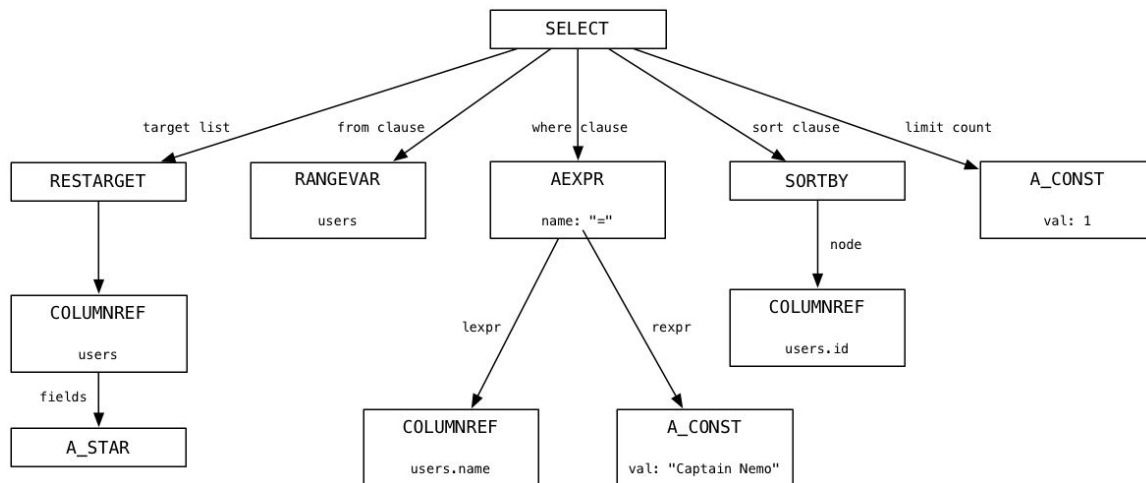 SELECT
target list
from clause
where clause
sort clause
limit count
RESTARGET
RANGEVAR
users
AEXPR
name: "="
SORTBY
A_CONST
val: 1
node
COLUMNREF
users
COLUMNREF
users.id
lexpr
rexpr
fields
A_STAR
COLUMNREF
users.name
A_CONST
val: "Captain Nemo"